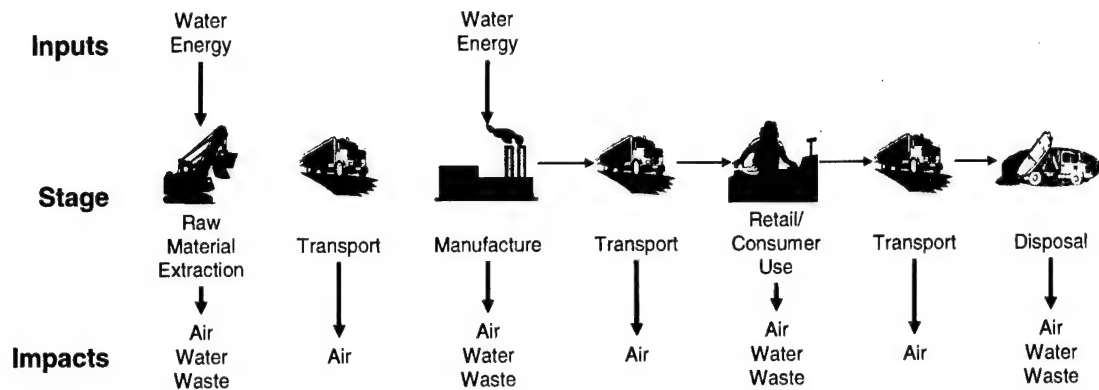 Inputs
Water
Energy
Water
Energy
Stage
Raw
Material
Extraction
Transport
Manufacture
Transport
Retail/
Consumer
Use
Transport
Disposal
Impacts
Air
Water
Waste
Air
Air
Water
Waste
Air
Air
Water
Waste
Air
Air
Water
Waste